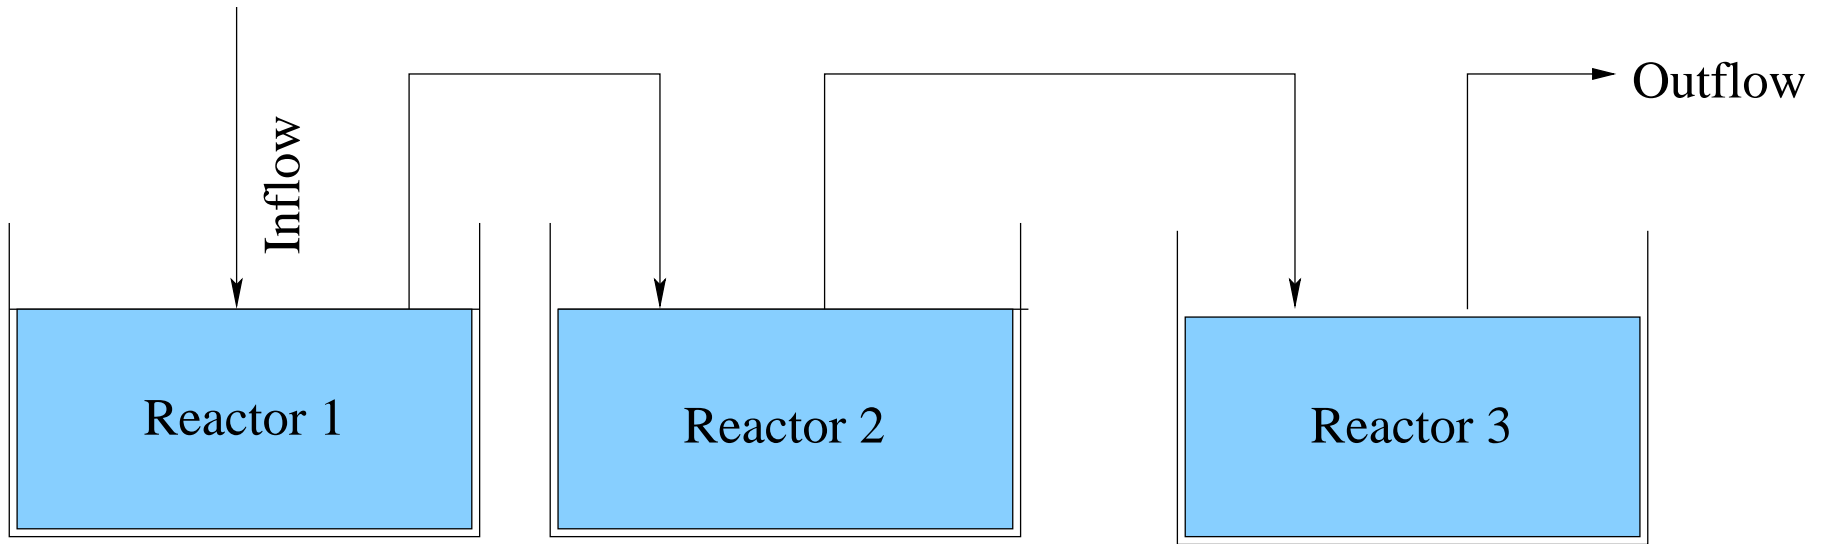 Inflow
Outflow
Reactor 1
Reactor 2
Reactor 3